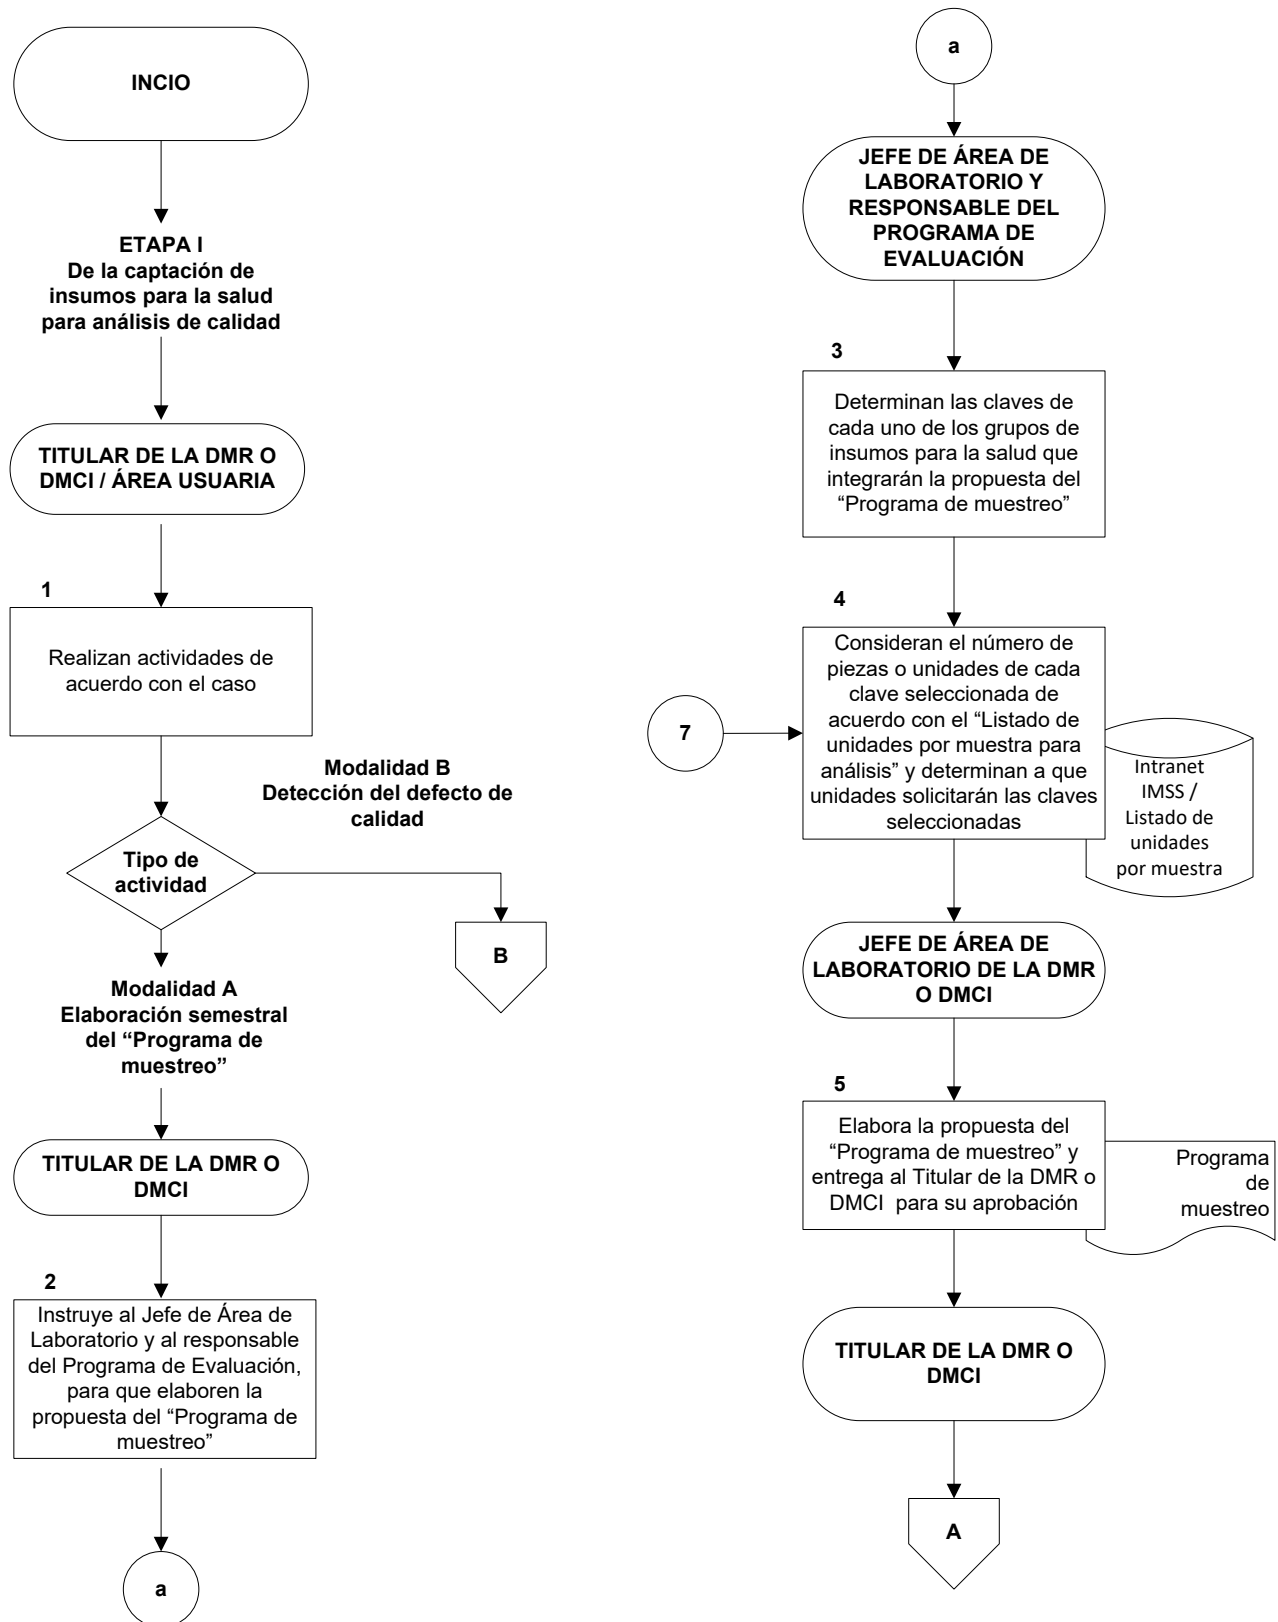 INCIO
ETAPA I
De la captación de
insumos para la salud
para análisis de calidad
TITULAR DE LA DMR O
DMCI / ÁREA USUARIA
1
Realizan actividades de
acuerdo con el caso
Modalidad B
Detección del defecto de
calidad
Tipo de
actividad
B
Modalidad A
Elaboración semestral
del “Programa de
muestreo”
TITULAR DE LA DMR O
DMCI
2
Instruye al Jefe de Área de
Laboratorio y al responsable
del Programa de Evaluación,
para que elaboren la
propuesta del “Programa de
muestreo”
a
a
JEFE DE ÁREA DE
LABORATORIO Y
RESPONSABLE DEL
PROGRAMA DE
EVALUACIÓN
3
Determinan las claves de
cada uno de los grupos de
insumos para la salud que
integrarán la propuesta del
“Programa de muestreo”
4
Consideran el número de
piezas o unidades de cada
clave seleccionada de
acuerdo con el “Listado de
unidades por muestra para
análisis” y determinan a que
unidades solicitarán las claves
seleccionadas
7
Intranet
IMSS /
Listado de
unidades
por muestra
JEFE DE ÁREA DE
LABORATORIO DE LA DMR
O DMCI
5
Elabora la propuesta del
“Programa de muestreo” y
entrega al Titular de la DMR o
DMCI  para su aprobación
Programa
de
muestreo
TITULAR DE LA DMR O
DMCI
A